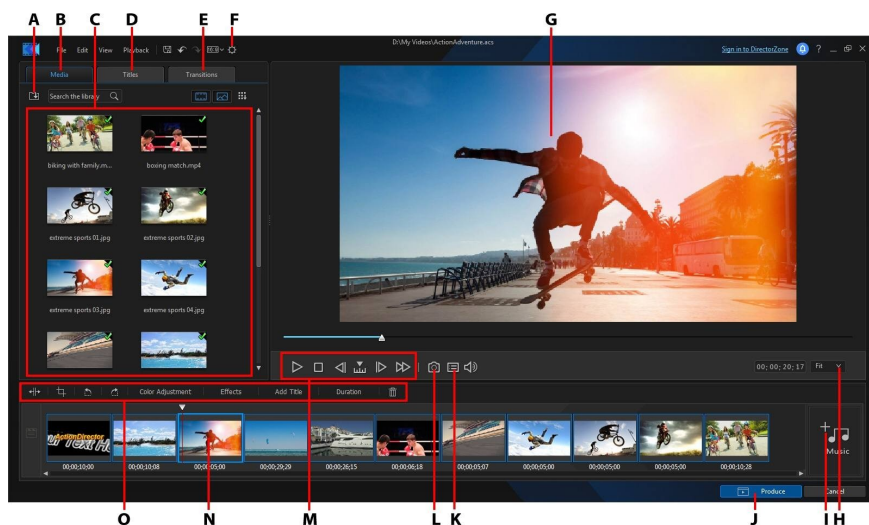 A B C D E F G
File Edit View Playback 16:9 D:\My Videos\ActionAdventure.acs Sign in to DirectorZone ?
Media Titles Transitions
Search the library
biking with family.m... boxing match.mp4
extreme sports 01.jpg extreme sports 02.jpg
extreme sports 03.jpg extreme sports 04.jpg
00; 00; 20; 17 Fit
Color Adjustment Effects Add Title Duration
ActionDirector
Music
00;00;10;00 00;00;10;08 00;00;05;00 00;00;29;29 00;00;26;15 00;00;06;18 00;00;05;07 00;00;05;00 00;00;05;00 00;00;05;00 00;00;10;28
Produce Cancel
O N M L K J I H